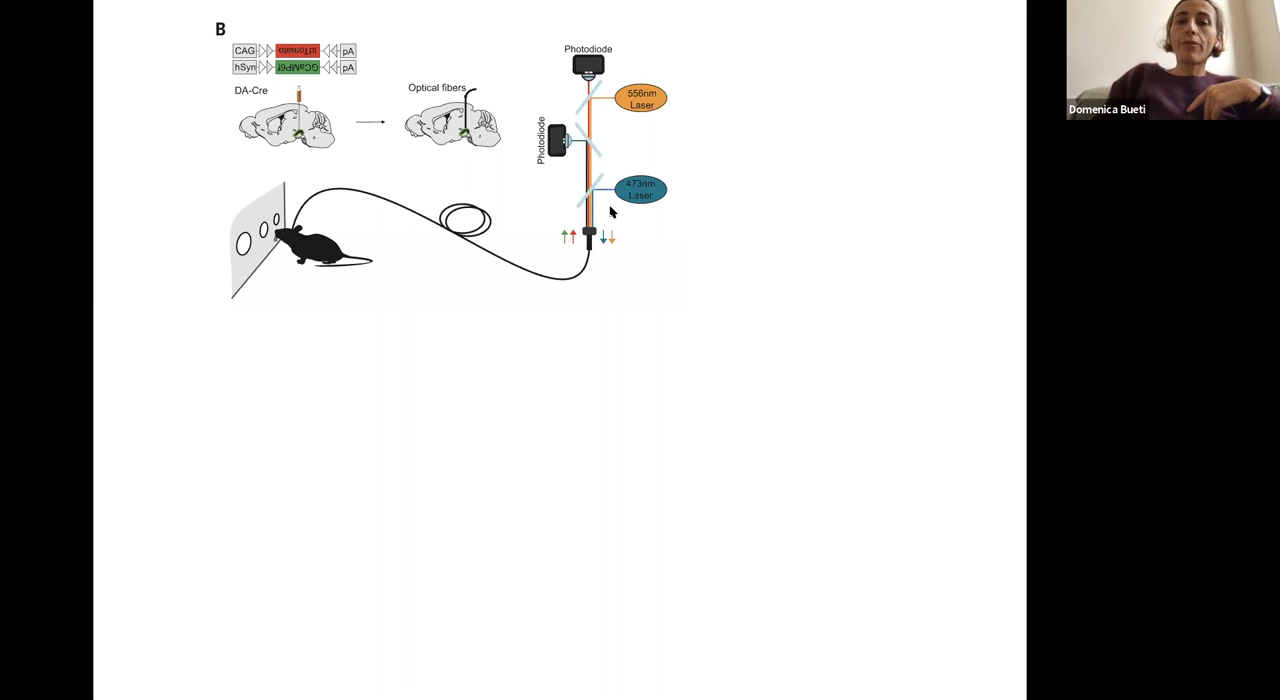 B
CAG tdTomato pA
hSyn GCaMP6f pA
DA-Cre
Optical fibers
Photodiode
556nm
Laser
Photodiode
473nm
Laser
Domenica Bueti